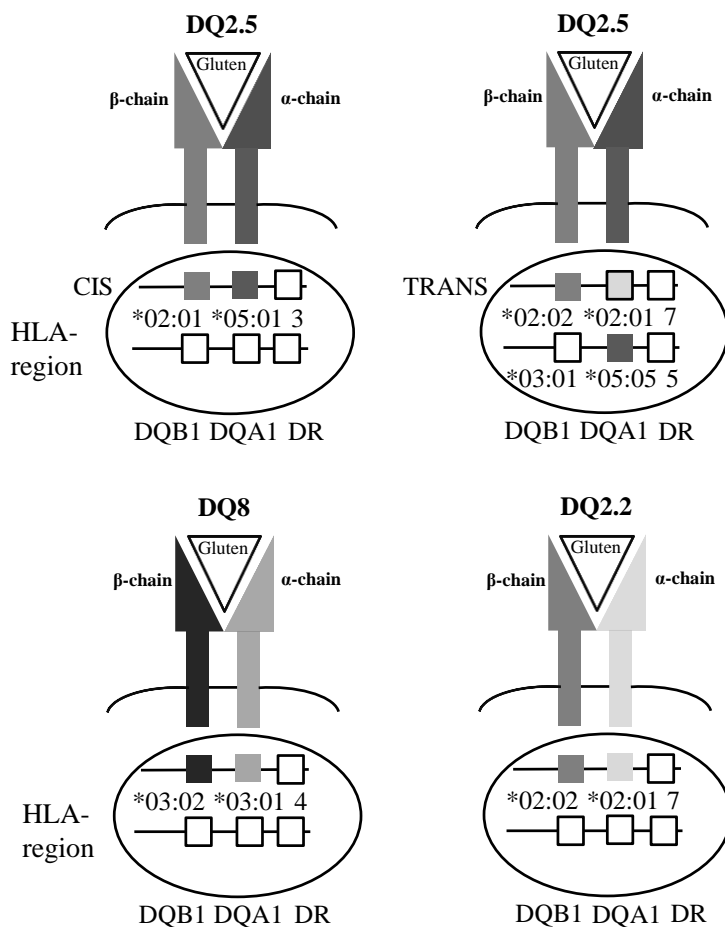 DQ2.5
Gluten
β-chain
α-chain
CIS
*02:01 *05:01 3
HLA-
region
DQB1 DQA1 DR
DQ2.5
Gluten
β-chain
α-chain
TRANS
*02:02 *02:01 7
*03:01 *05:05 5
DQB1 DQA1 DR
DQ8
Gluten
β-chain
α-chain
*03:02 *03:01 4
HLA-
region
DQB1 DQA1 DR
DQ2.2
Gluten
β-chain
α-chain
*02:02 *02:01 7
DQB1 DQA1 DR